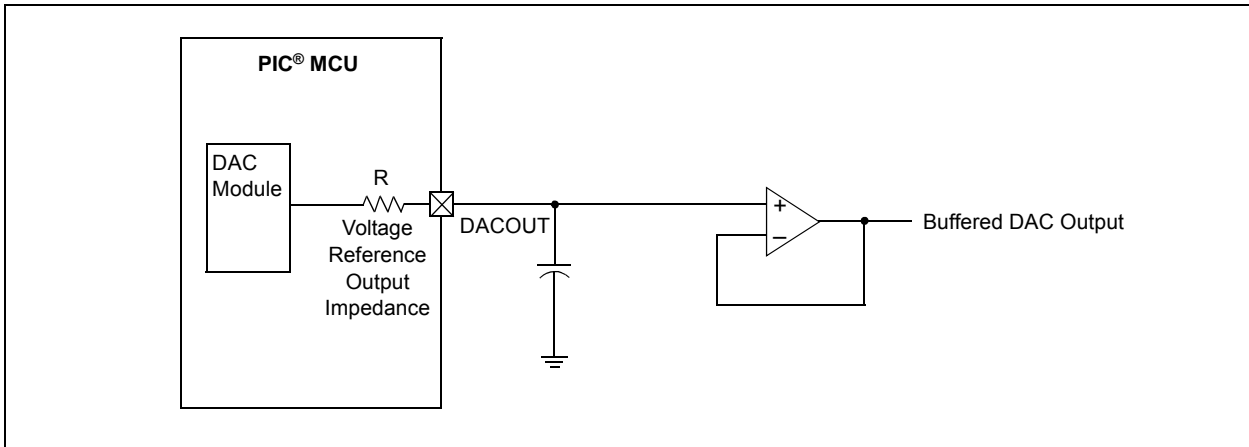 PIC® MCU
DAC
Module
R
Voltage
Reference
Output
Impedance
DACOUT
+
–
Buffered DAC Output